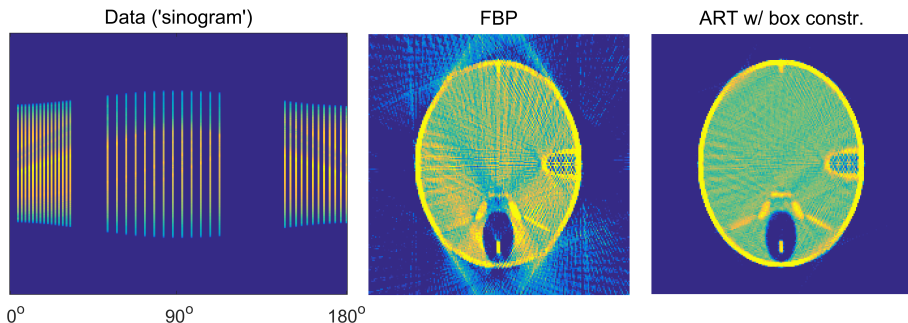 Data ('sinogram')
FBP
ART w/ box constr.
0°
90°
180°